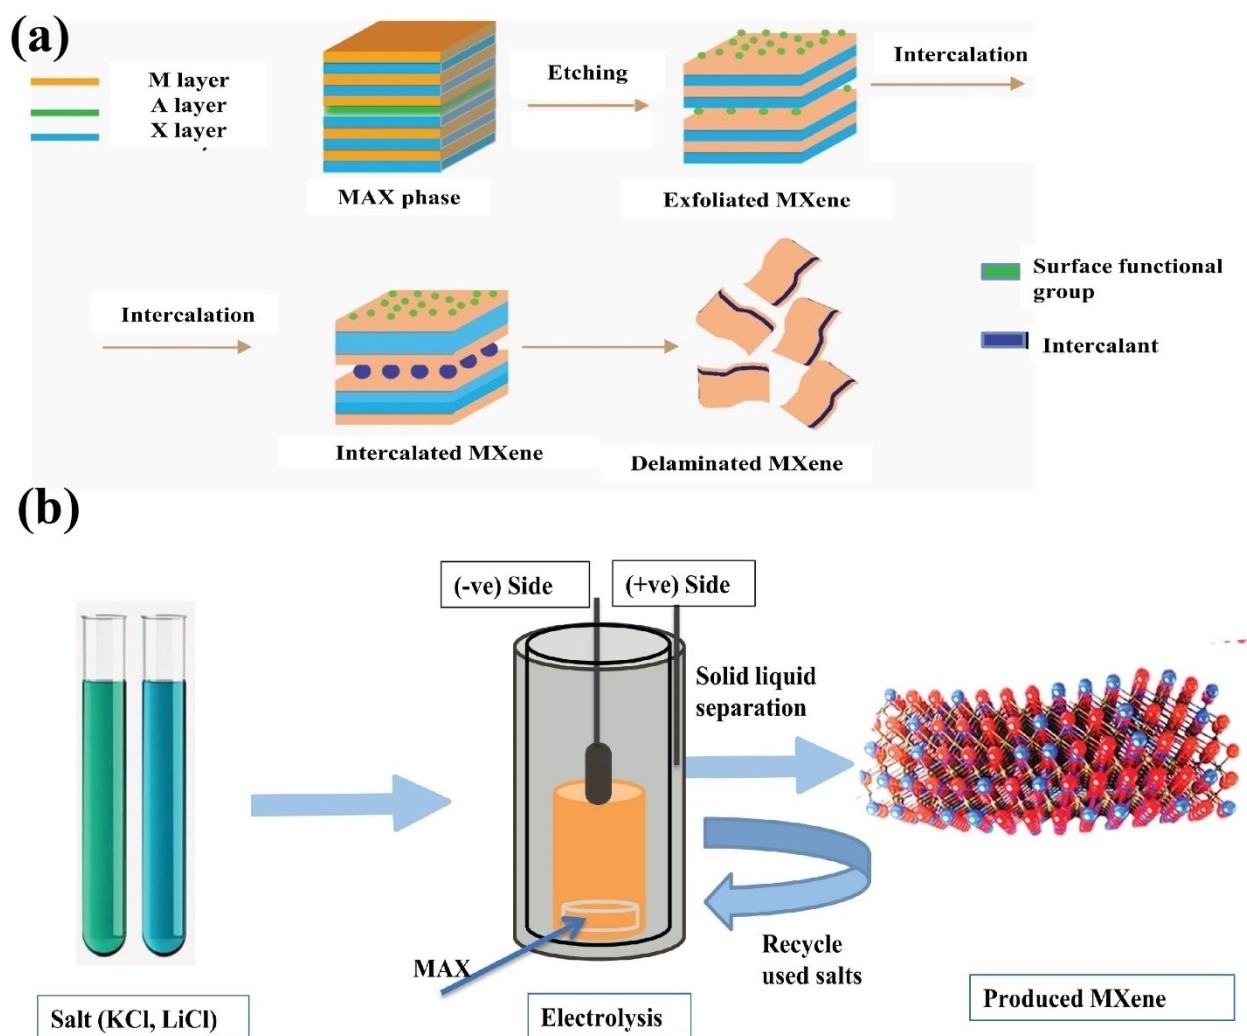 (a)
M layer
A layer
X layer
MAX phase
Etching
Exfoliated MXene
Intercalation
Intercalation
Intercalated MXene
Delaminated MXene
Surface functional
group
Intercalant
(b)
(-ve) Side
(+ve) Side
Solid liquid
separation
MAX
Recycle
used salts
Salt (KCl, LiCl)
Electrolysis
Produced MXene